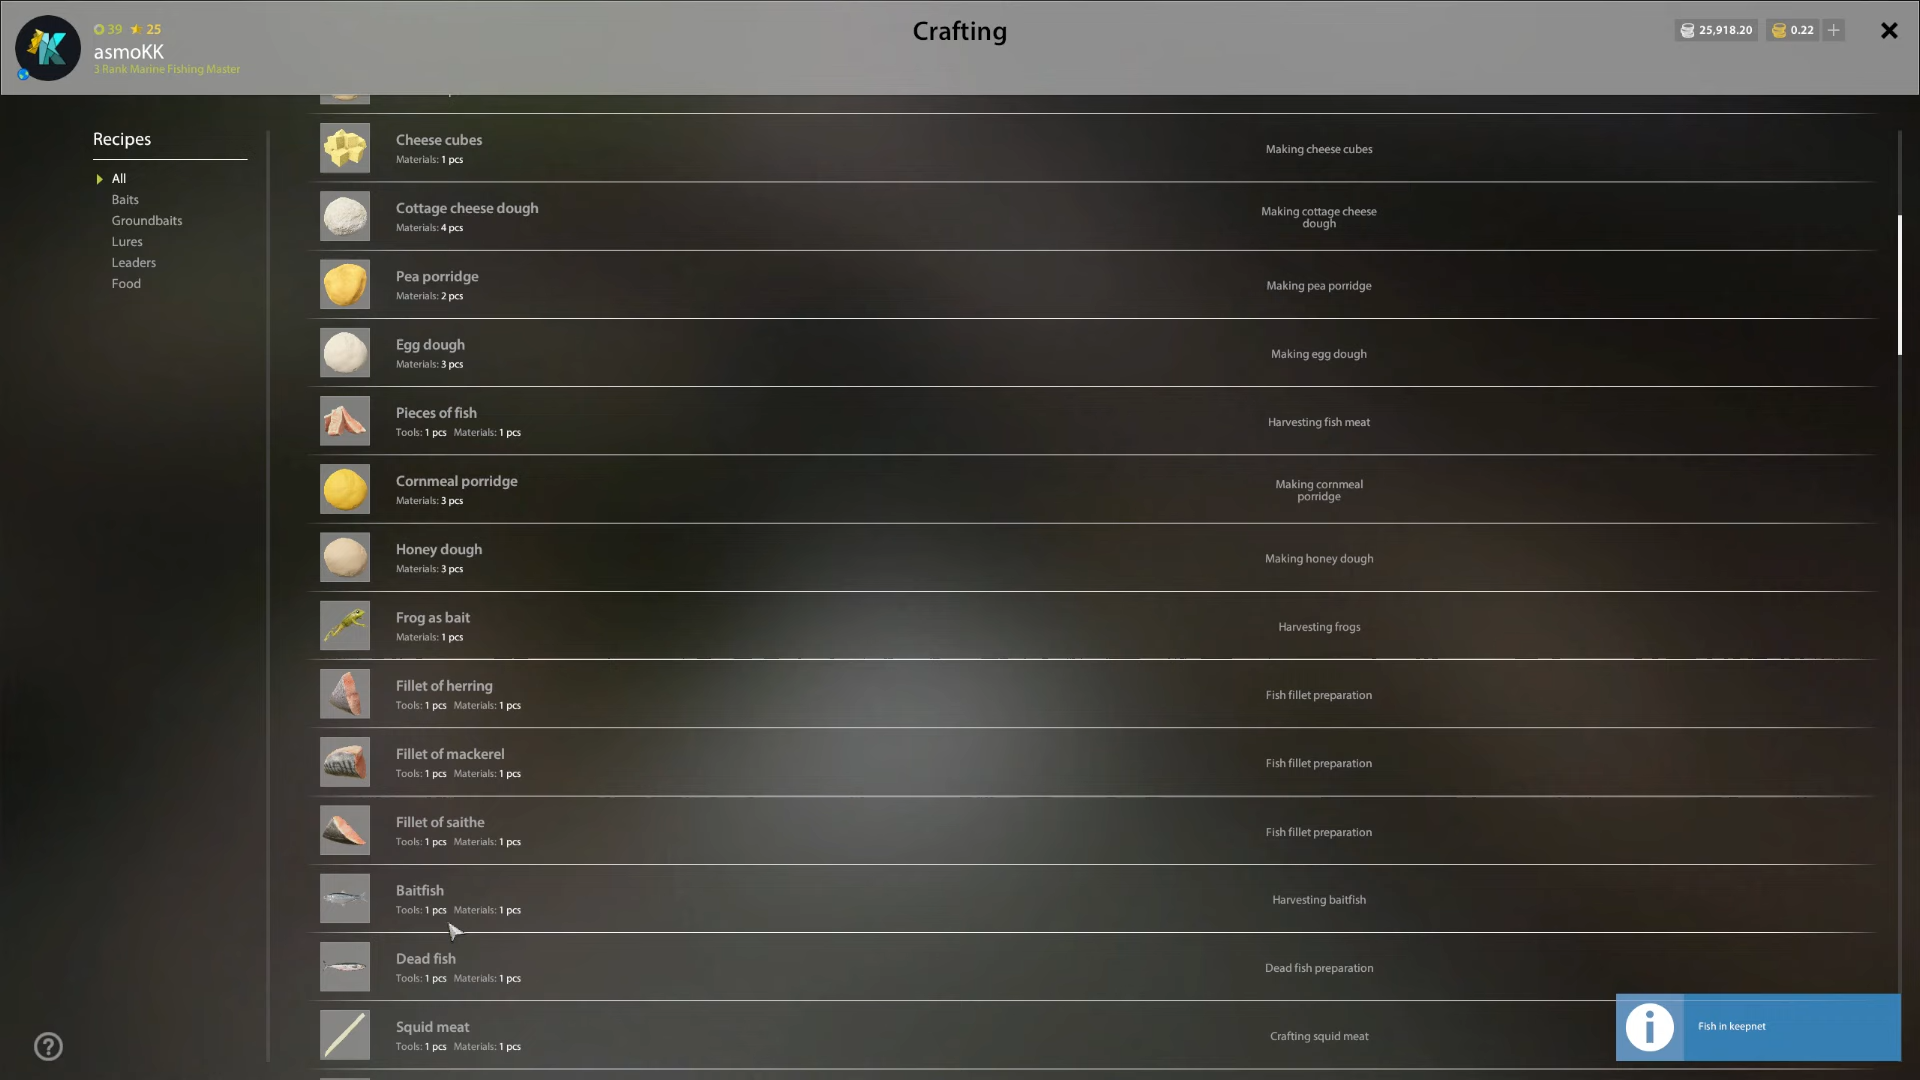 39 25
asmoKK
3 Rank Marine Fishing Master
Crafting
25,918.20
0.22
Recipes
All
Baits
Groundbaits
Lures
Leaders
Food
Cheese cubes
Materials: 1 pcs
Making cheese cubes
Cottage cheese dough
Materials: 4 pcs
Making cottage cheese
dough
Pea porridge
Materials: 2 pcs
Making pea porridge
Egg dough
Materials: 3 pcs
Making egg dough
Pieces of fish
Tools: 1 pcs Materials: 1 pcs
Harvesting fish meat
Cornmeal porridge
Materials: 3 pcs
Making cornmeal
porridge
Honey dough
Materials: 3 pcs
Making honey dough
Frog as bait
Materials: 1 pcs
Harvesting frogs
Fillet of herring
Tools: 1 pcs Materials: 1 pcs
Fish fillet preparation
Fillet of mackerel
Tools: 1 pcs Materials: 1 pcs
Fish fillet preparation
Fillet of saithe
Tools: 1 pcs Materials: 1 pcs
Fish fillet preparation
Baitfish
Tools: 1 pcs Materials: 1 pcs
Harvesting baitfish
Dead fish
Tools: 1 pcs Materials: 1 pcs
Dead fish preparation
Squid meat
Tools: 1 pcs Materials: 1 pcs
Crafting squid meat
Fish in keepnet